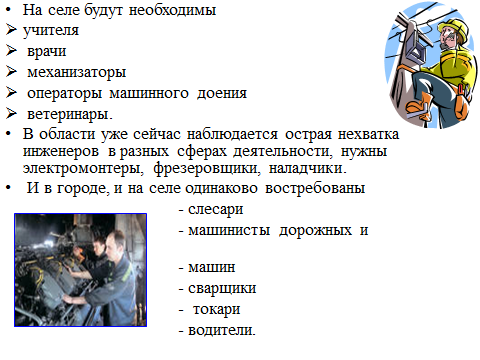 • На селе будут необходимы
➢ учителя
➢ врачи
➢ механизаторы
➢ операторы машинного доения
➢ ветеринары.
• В области уже сейчас наблюдается острая нехватка
инженеров в разных сферах деятельности, нужны
электромонтеры, фрезеровщики, наладчики.
• И в городе, и на селе одинаково востребованы
- слесари
- машинисты дорожных и
- машин
- сварщики
- токари
- водители.